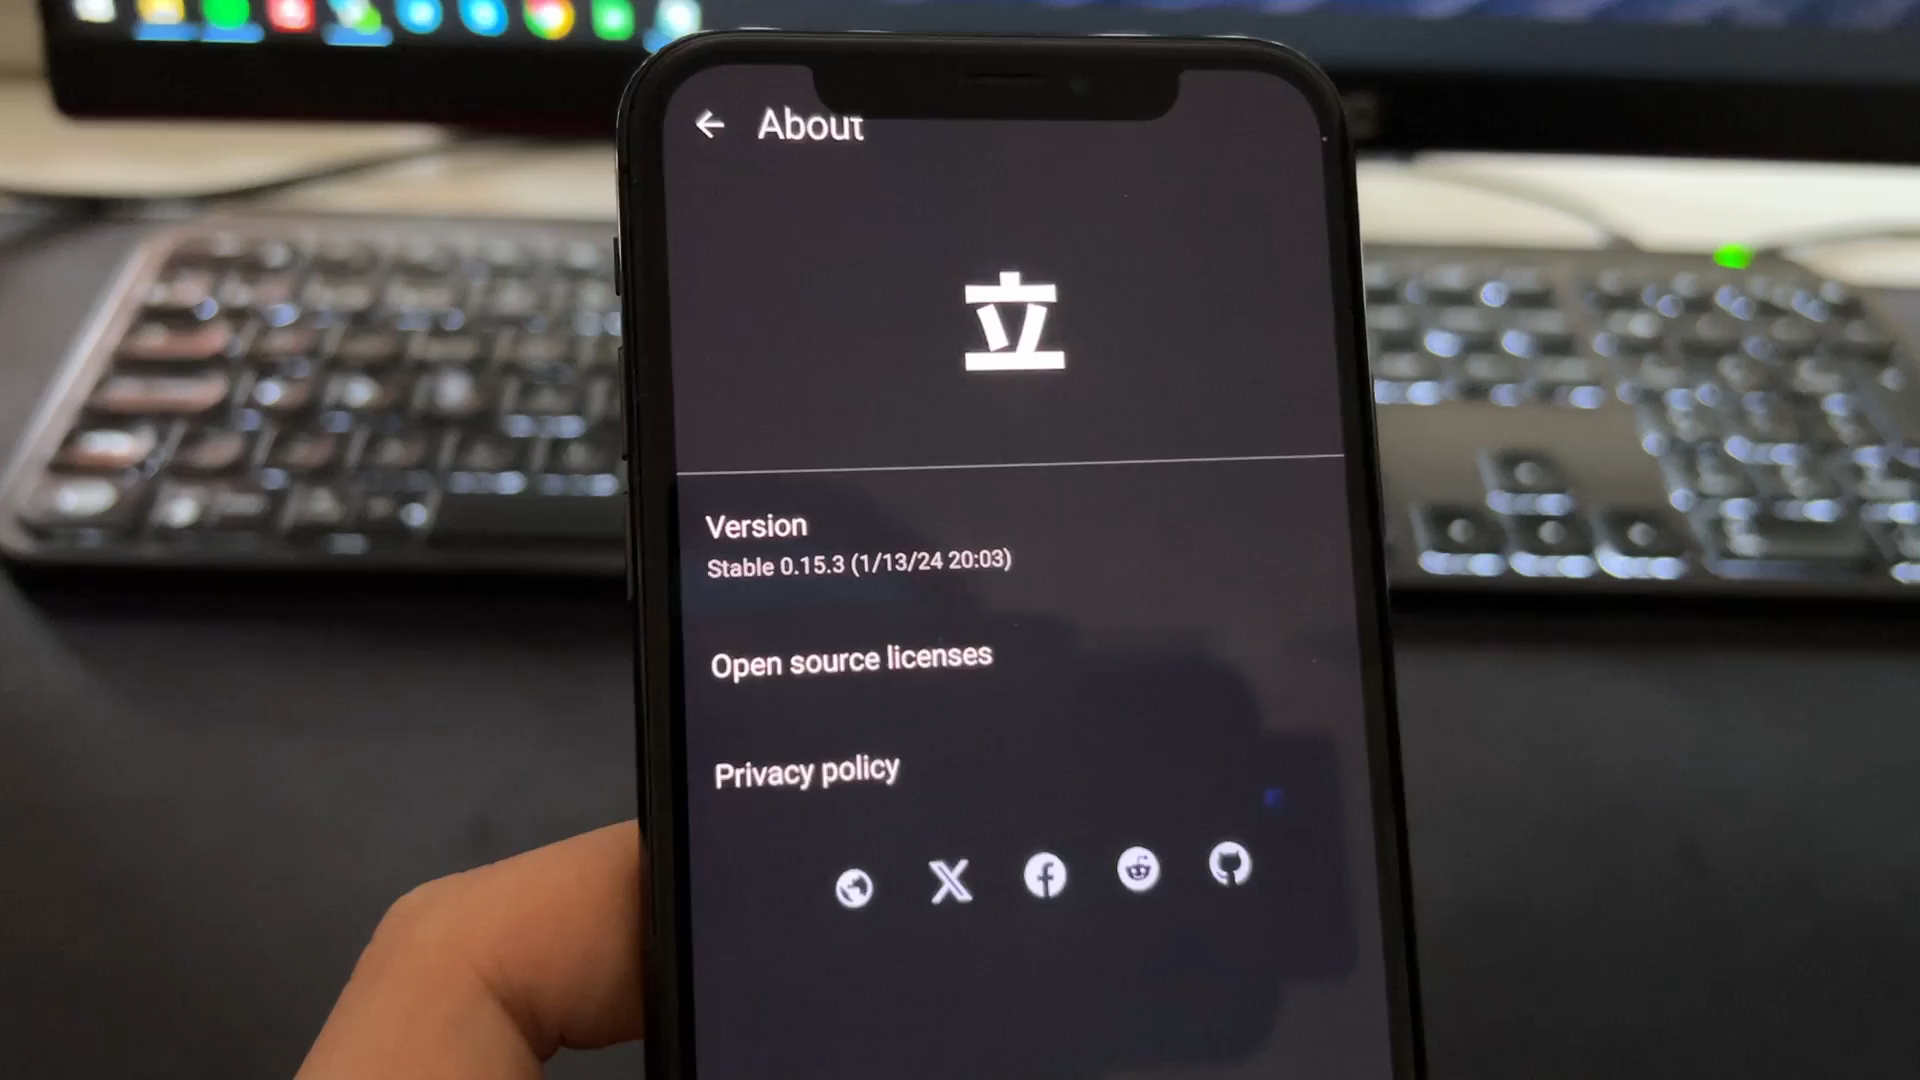 About
立
Version
Stable 0.15.3 (1/13/24 20:03)
Open source licenses
Privacy policy